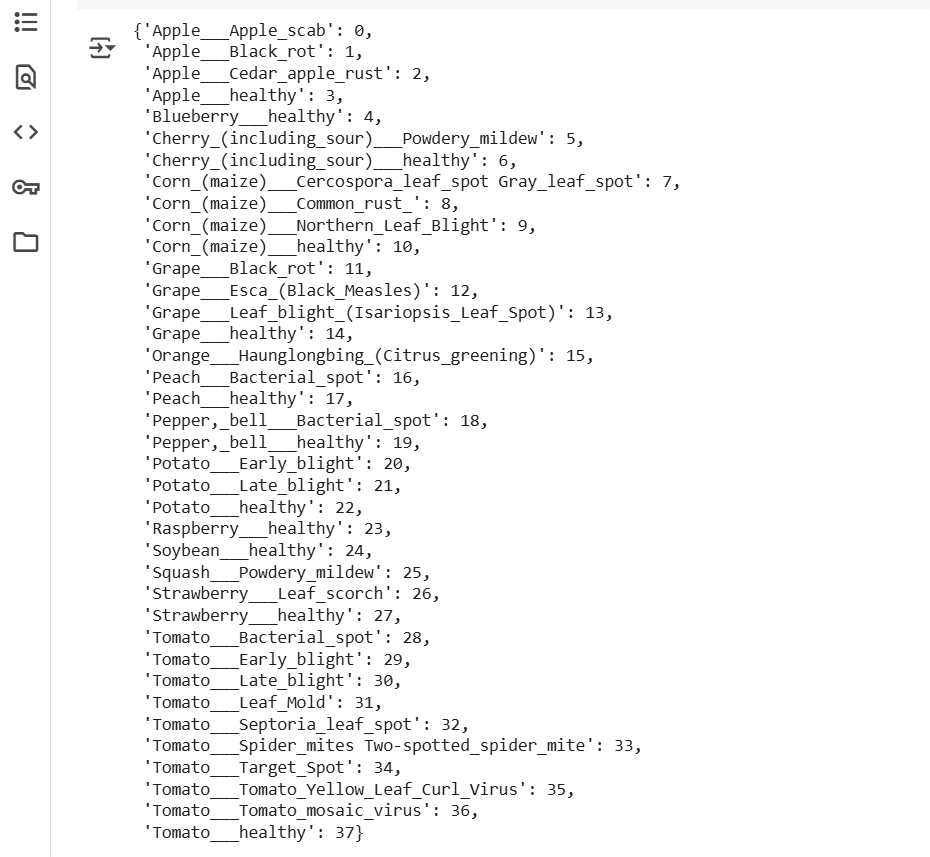 {'Apple___Apple_scab': 0,
'Apple___Black_rot': 1,
'Apple___Cedar_apple_rust': 2,
'Apple___healthy': 3,
'Blueberry___healthy': 4,
'Cherry_(including_sour)___Powdery_mildew': 5,
'Cherry_(including_sour)___healthy': 6,
'Corn_(maize)___Cercospora_leaf_spot Gray_leaf_spot': 7,
'Corn_(maize)___Common_rust_': 8,
'Corn_(maize)___Northern_Leaf_Blight': 9,
'Corn_(maize)___healthy': 10,
'Grape___Black_rot': 11,
'Grape___Esca_(Black_Measles)': 12,
'Grape___Leaf_blight_(Isariopsis_Leaf_Spot)': 13,
'Grape___healthy': 14,
'Orange___Haunglongbing_(Citrus_greening)': 15,
'Peach___Bacterial_spot': 16,
'Peach___healthy': 17,
'Pepper,_bell___Bacterial_spot': 18,
'Pepper,_bell___healthy': 19,
'Potato___Early_blight': 20,
'Potato___Late_blight': 21,
'Potato___healthy': 22,
'Raspberry___healthy': 23,
'Soybean___healthy': 24,
'Squash___Powdery_mildew': 25,
'Strawberry___Leaf_scorch': 26,
'Strawberry___healthy': 27,
'Tomato___Bacterial_spot': 28,
'Tomato___Early_blight': 29,
'Tomato___Late_blight': 30,
'Tomato___Leaf_Mold': 31,
'Tomato___Septoria_leaf_spot': 32,
'Tomato___Spider_mites Two-spotted_spider_mite': 33,
'Tomato___Target_Spot': 34,
'Tomato___Tomato_Yellow_Leaf_Curl_Virus': 35,
'Tomato___Tomato_mosaic_virus': 36,
'Tomato___healthy': 37}